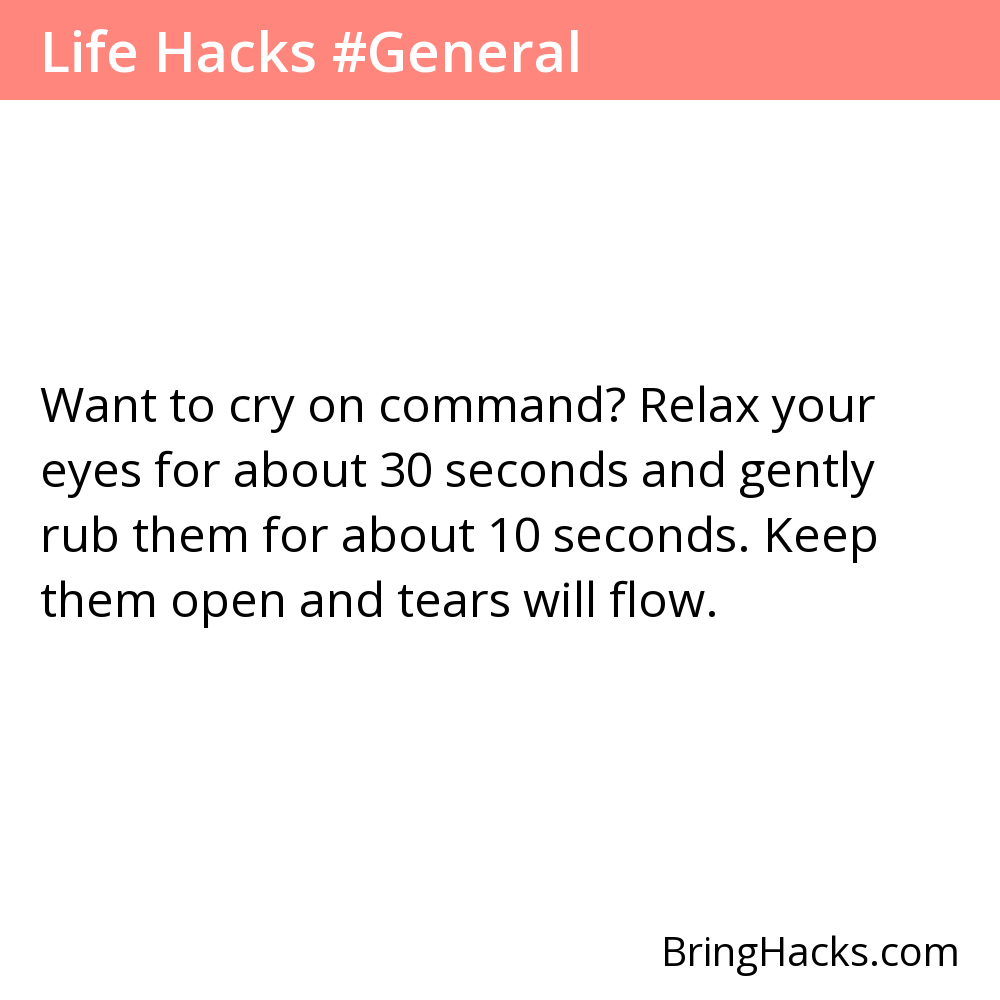 Life Hacks #General
Want to cry on command? Relax your
eyes for about 30 seconds and gently
rub them for about 10 seconds. Keep
them open and tears will flow.
BringHacks.com